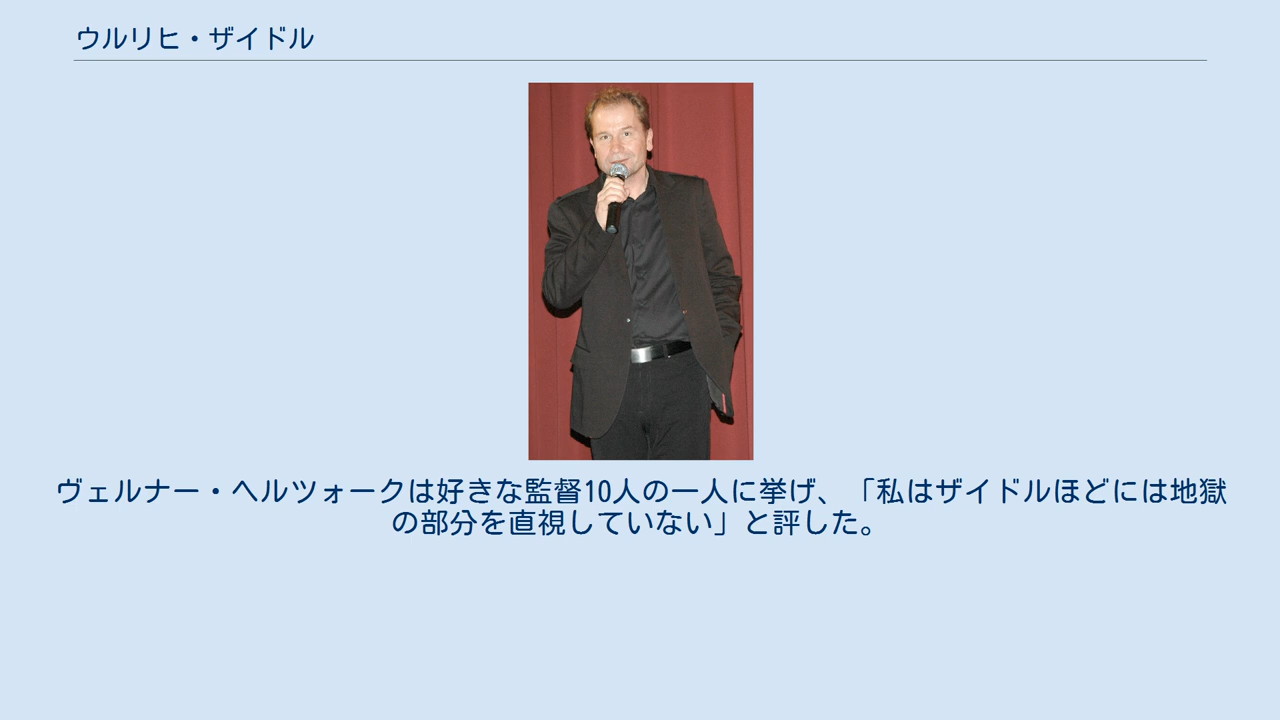 ウルリヒ・ザイドル
ヴェルナー・ヘルツォークは好きな監督10人の一人に挙げ、「私はザイドルほどには地獄
の部分を直視していない」と評した。